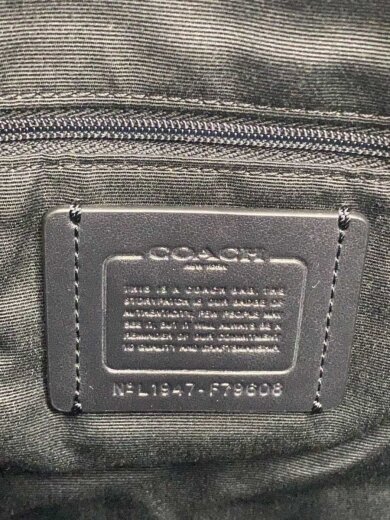 COACH
NEW YORK
THIS IS A COACH BAG. THE
STORYPATCH IS OUR BADGE OF
AUTHENTICITY. FEW PEOPLE MAY
SEE IT, BUT IT WILL ALWAYS BE A
REMINDER OF OUR COMMITMENT
TO QUALITY AND CRAFTSMANSHIP.
Nº L1947-F79608